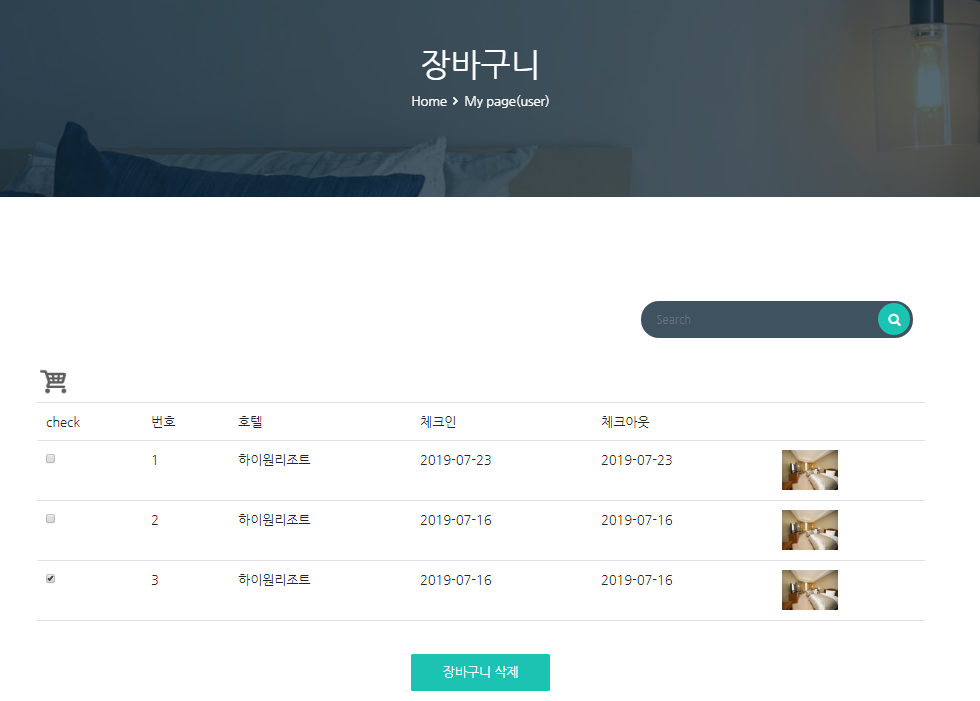 장바구니
Home > My page(user)
Search
check 번호 호텔 체크인 체크아웃
1 하이원리조트 2019-07-23 2019-07-23
2 하이원리조트 2019-07-16 2019-07-16
3 하이원리조트 2019-07-16 2019-07-16
장바구니 삭제